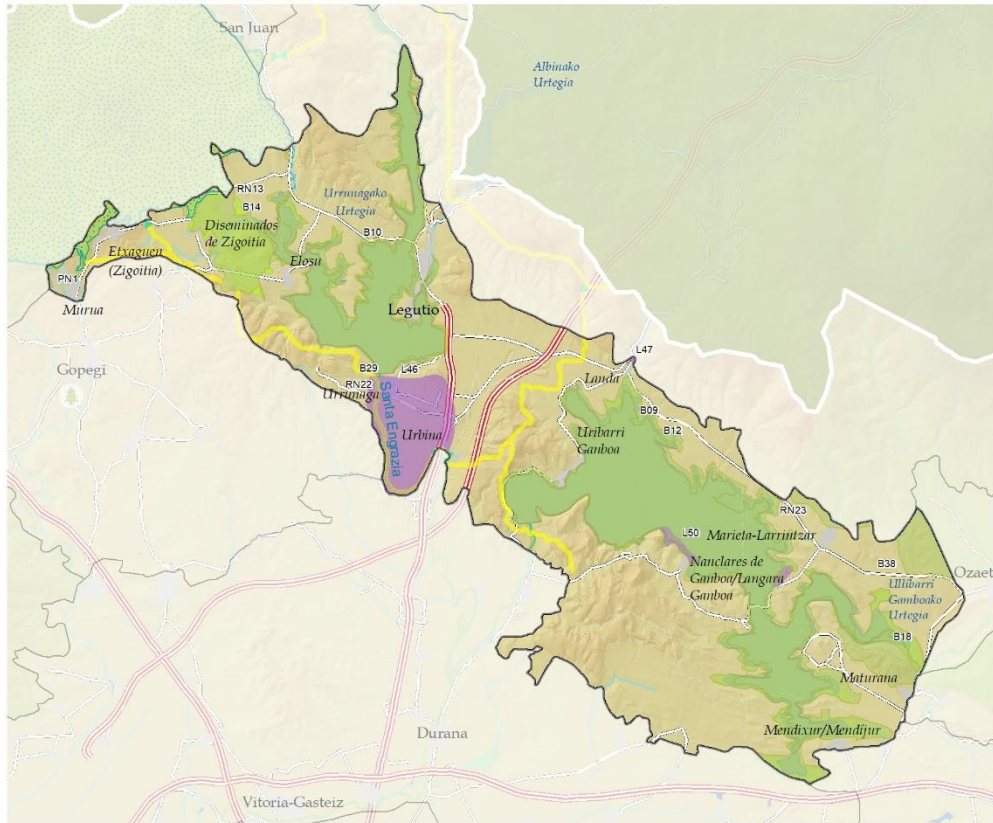 San Juan
Albinako
Urtegia
RN13
B14
Urrunagako
Urtegia
B10
Diseminados
de Zigoitia
Etxaguen
(Zigoitia)
Elosu
PN1
Murua
Legutio
Gopegi
B29
L46
L47
RN22
Urrunaga
Santa Engrazia
Urbina
Landa
B09
B12
Uribarri
Ganboa
RN23
L50
Marieta-Larrintzar
Nanclares de
Ganboa/Langara
Ganboa
B38
Ozaeta
Ullibarri
Gamboako
Urtegia
B18
Maturana
Mendixur/Mendijur
Durana
Vitoria-Gasteiz